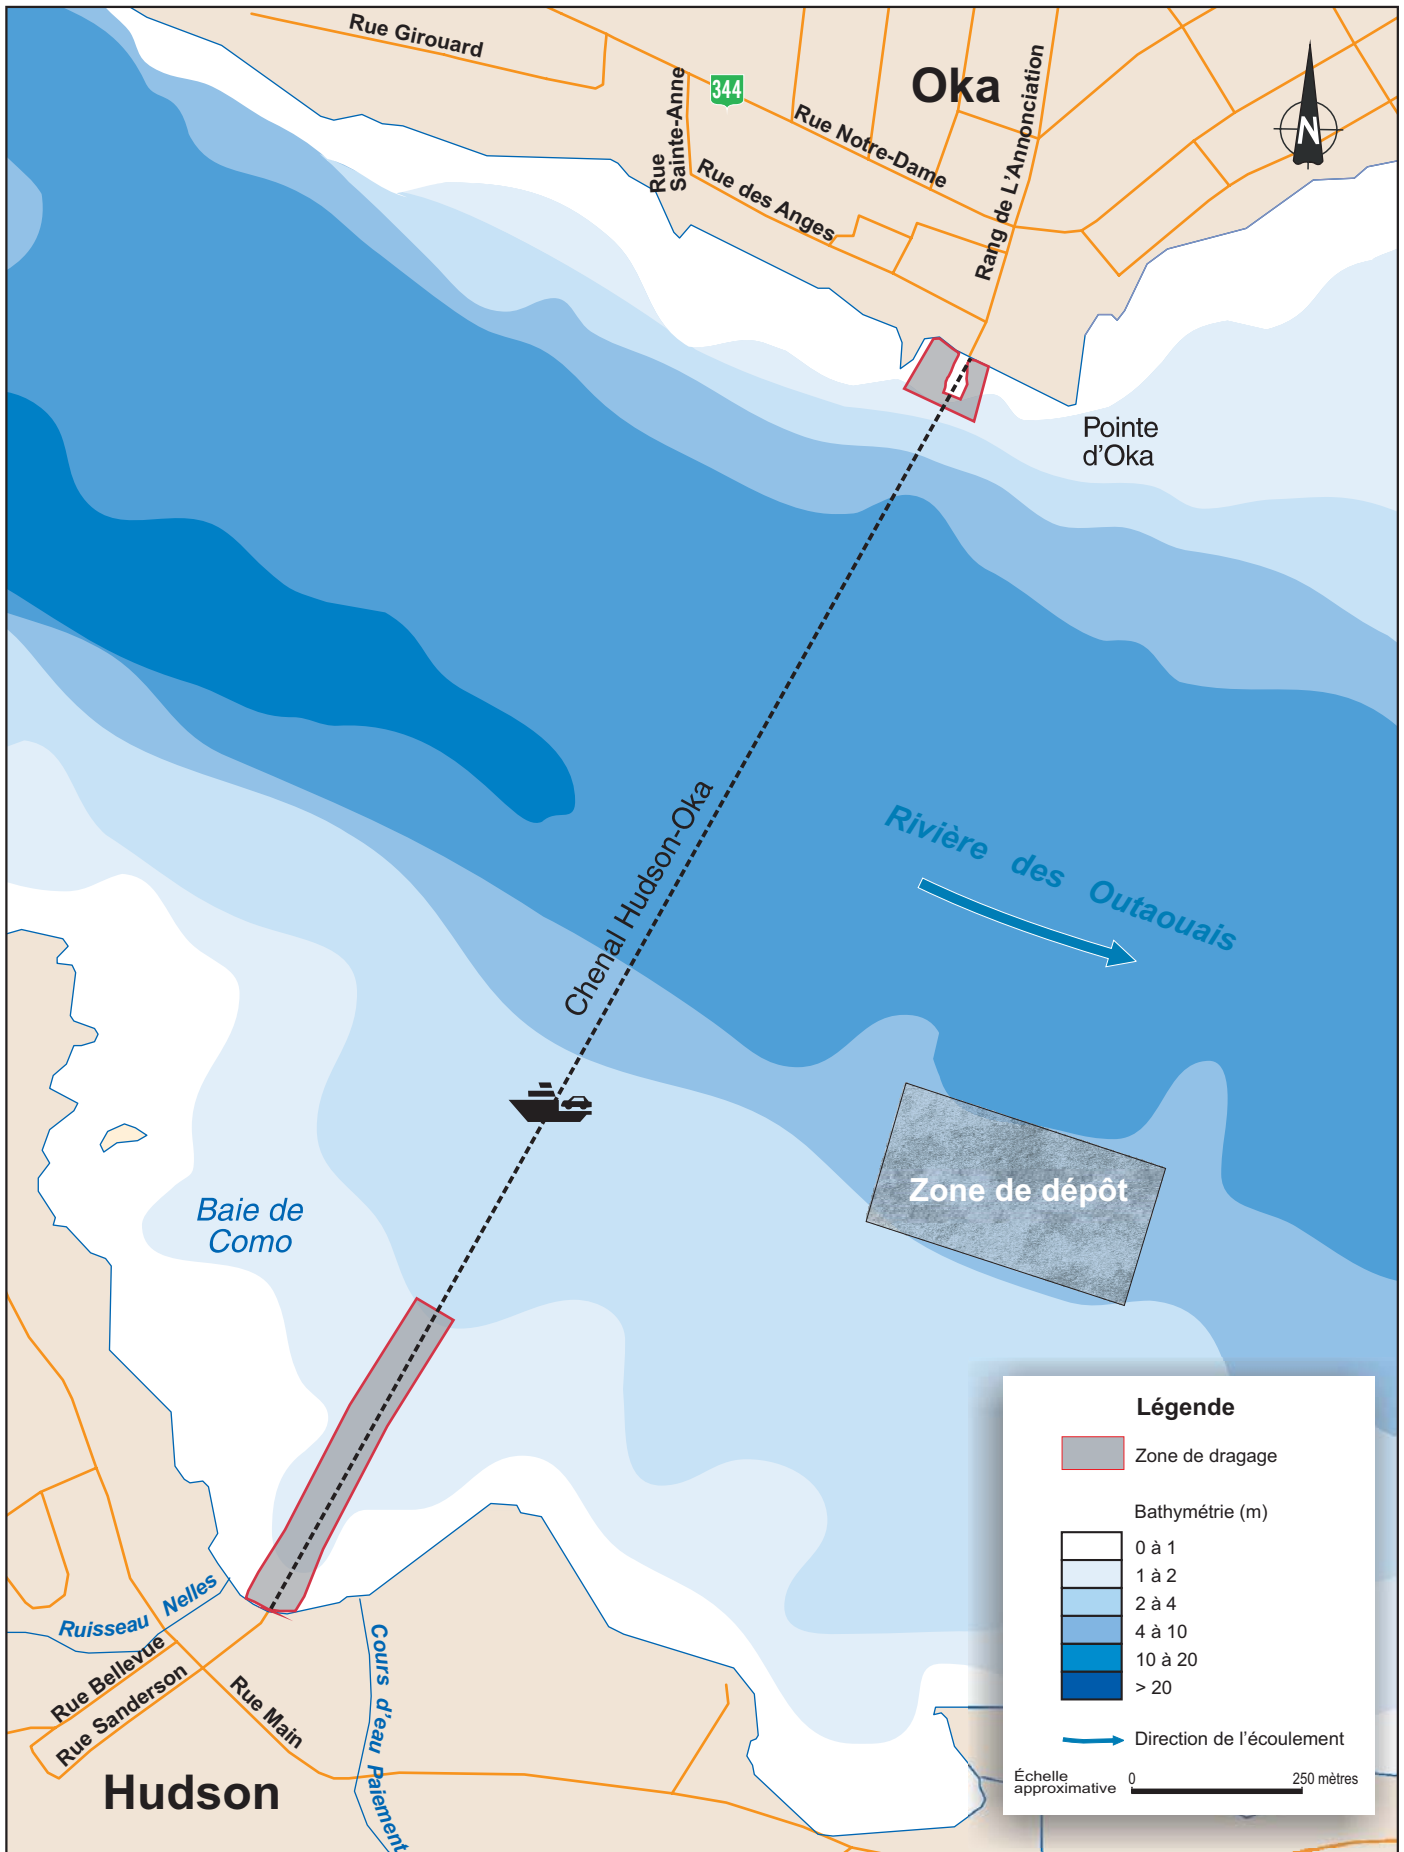 Rue Girouard
344
Oka
Rue
Sainte-Anne
Rue Notre-Dame
Rue des Anges
Rang de L'Annonciation
N
Pointe
d'Oka
Chenal Hudson-Oka
Rivière des Outaouais
Zone de dépôt
Baie de
Como
Ruisseau Nelles
Rue Bellevue
Rue Sanderson
Rue Main
Cours d'eau Paiement
Hudson
Légende
Zone de dragage
Bathymétrie (m)
0 à 1
1 à 2
2 à 4
4 à 10
10 à 20
> 20
Direction de l'écoulement
Échelle
approximative
0 250 mètres